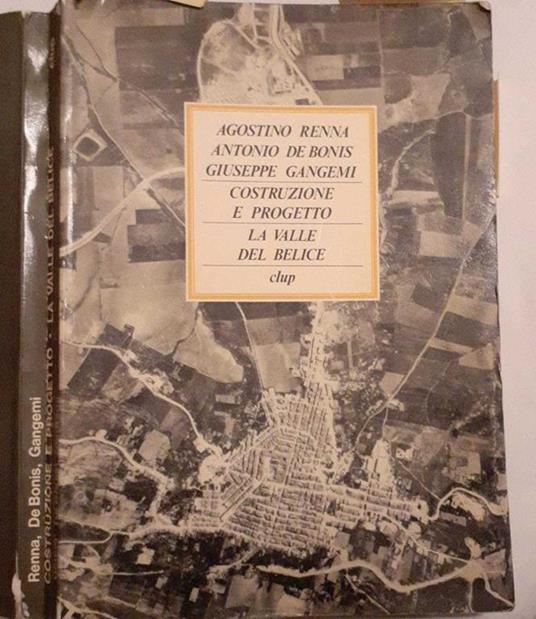 AGOSTINO RENNA
ANTONIO DE BONIS
GIUSEPPE GANGEMI
COSTRUZIONE
E PROGETTO
LA VALLE
DEL BELICE
clup
Renna, De Bonis, Gangemi
COSTRUZIONE E PROGETTO • LA VALLE DEL BELICE